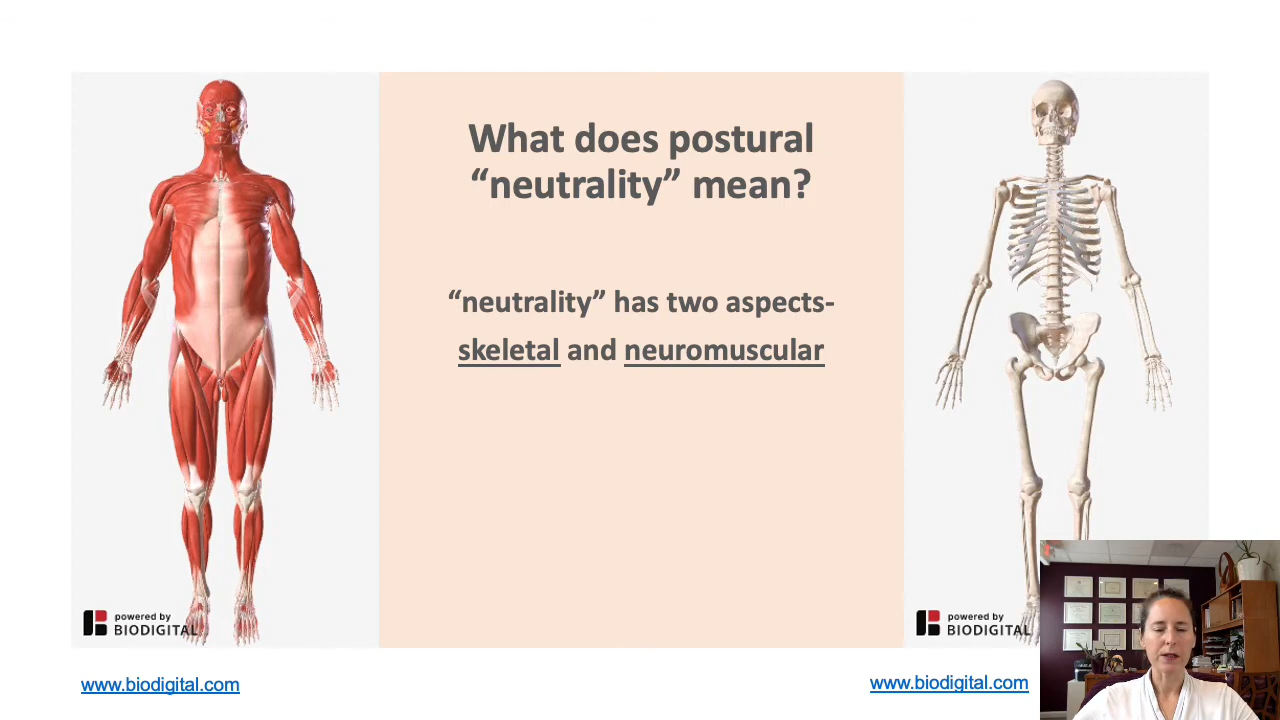 What does postural
“neutrality” mean?
“neutrality” has two aspects-
skeletal and neuromuscular
powered by
BIODIGITAL
powered by
BIODIGITAL
www.biodigital.com
www.biodigital.com